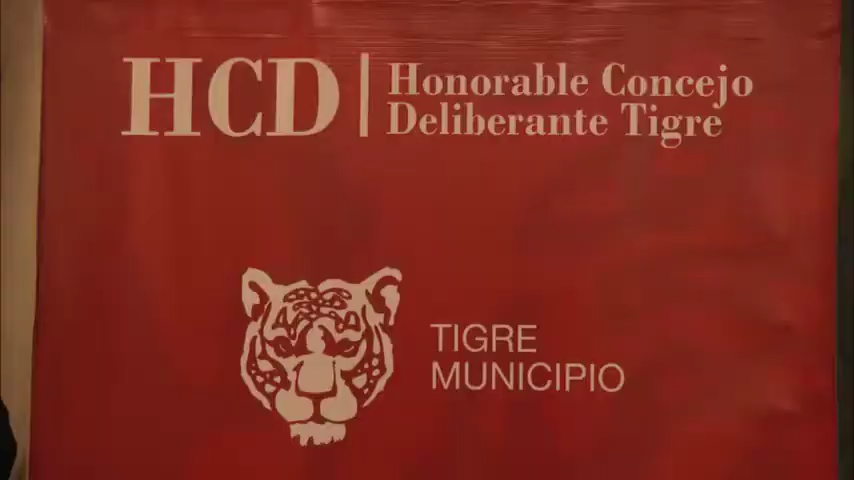 HCD
Honorable Concejo
Deliberante Tigre
TIGRE
MUNICIPIO